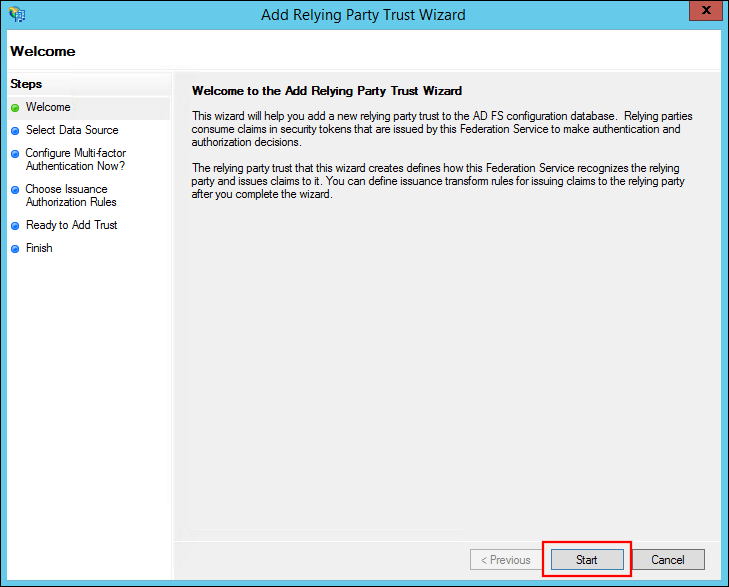 Add Relying Party Trust Wizard
X
Welcome
Steps
Welcome
Select Data Source
Configure Multi-factor
Authentication Now?
Choose Issuance
Authorization Rules
Ready to Add Trust
Finish
Welcome to the Add Relying Party Trust Wizard
This wizard will help you add a new relying party trust to the AD FS configuration database.  Relying parties
consume claims in security tokens that are issued by this Federation Service to make authentication and
authorization decisions.
The relying party trust that this wizard creates defines how this Federation Service recognizes the relying
party and issues claims to it. You can define issuance transform rules for issuing claims to the relying party
after you complete the wizard.
< Previous
Start
Cancel